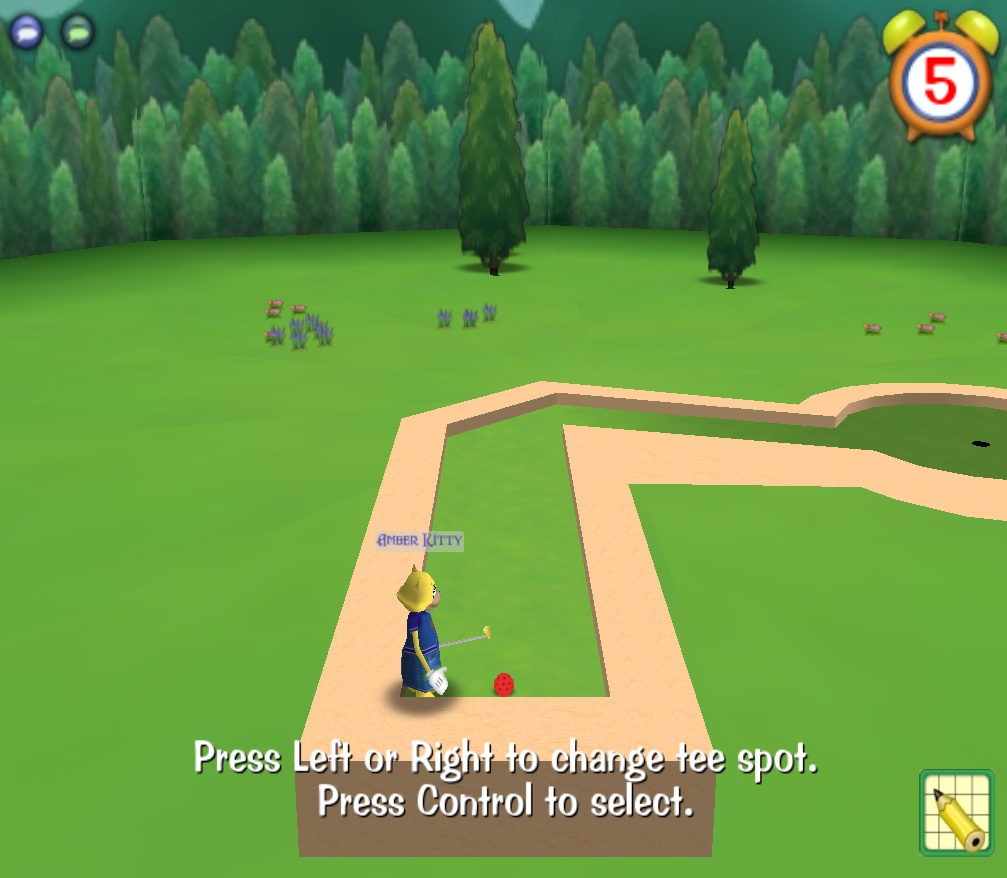 5
AMBER KITTY
Press Left or Right to change tee spot.
Press Control to select.